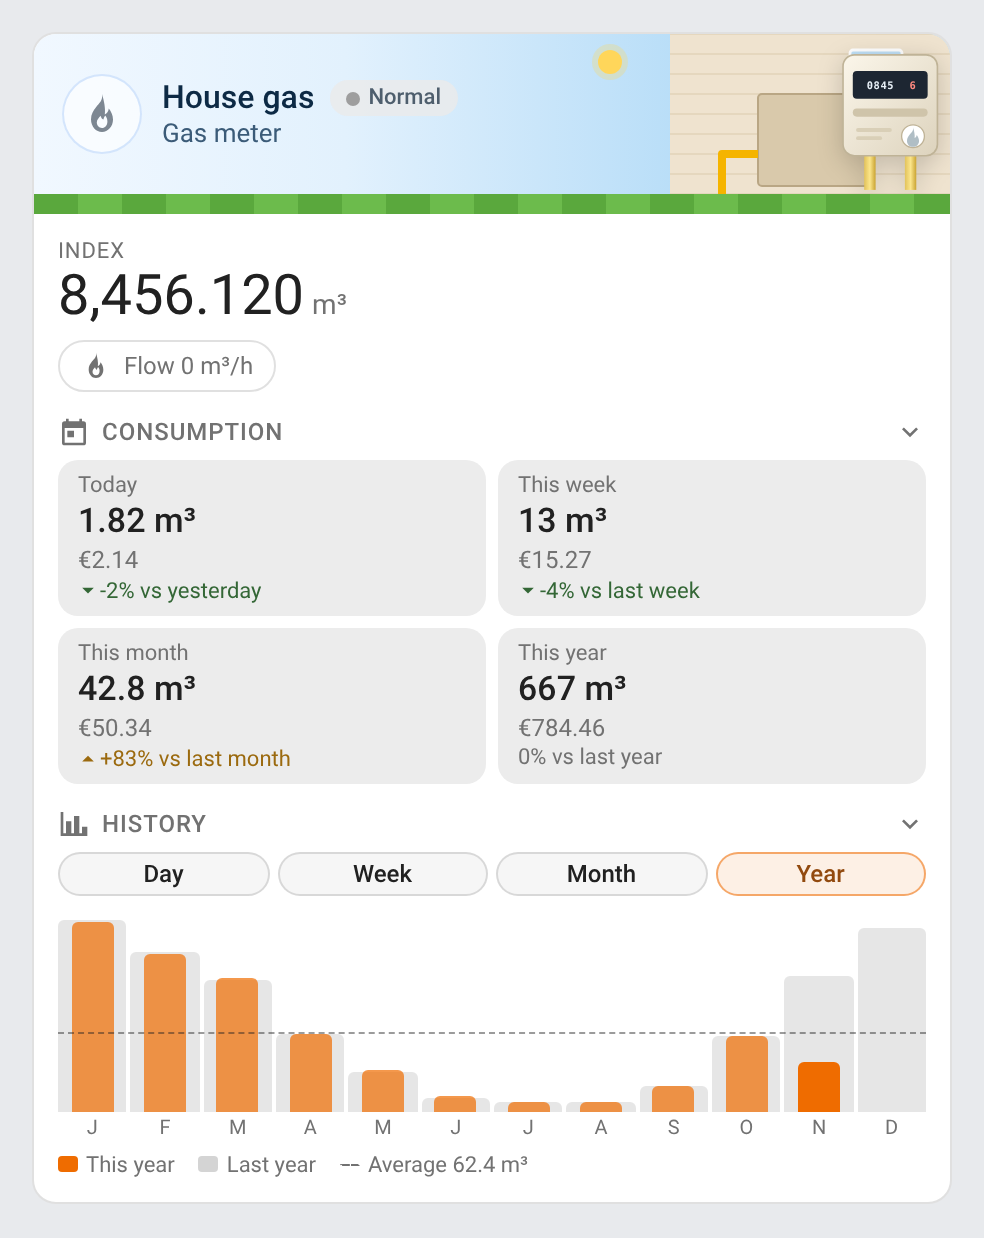 House gas
Normal
Gas meter
0845 6
INDEX
8,456.120 m³
Flow 0 m³/h
CONSUMPTION
Today
1.82 m³
€2.14
-2% vs yesterday
This week
13 m³
€15.27
-4% vs last week
This month
42.8 m³
€50.34
+83% vs last month
This year
667 m³
€784.46
0% vs last year
HISTORY
Day
Week
Month
Year
J F M A M J J A S O N D
This year
Last year
Average 62.4 m³